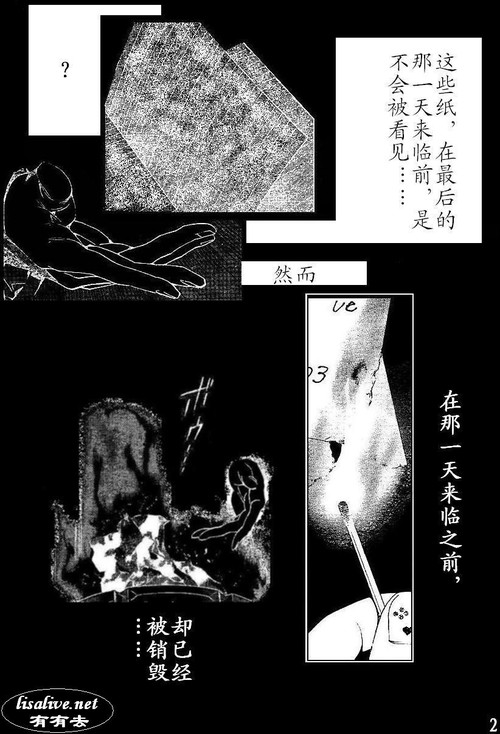 这些纸，在最后的
那一天来临前，是
不会被看见……
？
然而
ve
03
在那一天来临之前，
ボウッ
却已经
被销毁
……
lisalive.net
有有去
2